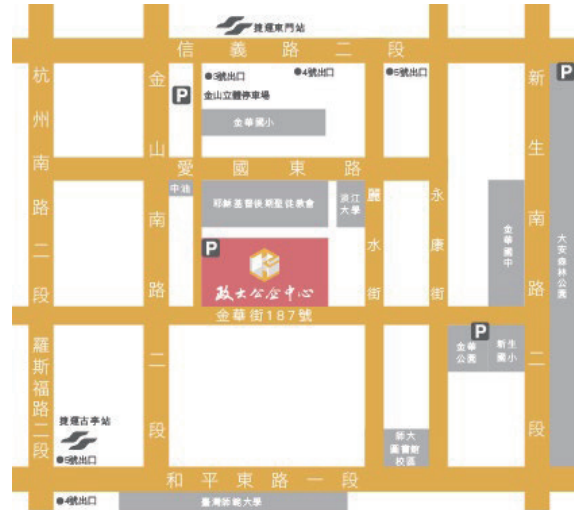 捷運東門站
信義路二段
●3號出口
●4號出口
●5號出口
P
P
金山立體停車場
金華國小
杭州南路二段
金山南路二段
新生南路二段
愛國東路
中油
耶穌基督後期聖徒教會
淡江
大學
麗水街
永康街
金華國中
大安森林公園
P
政大公企中心
金華街187號
P
金華
公園
新生
國小
羅斯福路二段
捷運古亭站
●5號出口
師大
圖書館
校區
和平東路一段
●4號出口
臺灣師範大學